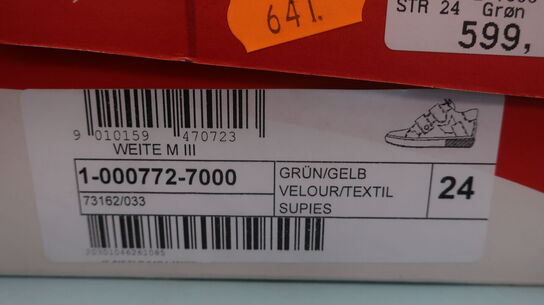 641.
STR 24 Grøn
599,
9 010159 470723
WEITE M III
1-000772-7000
73162/033
GRÜN/GELB
VELOUR/TEXTIL
SUPIES
24